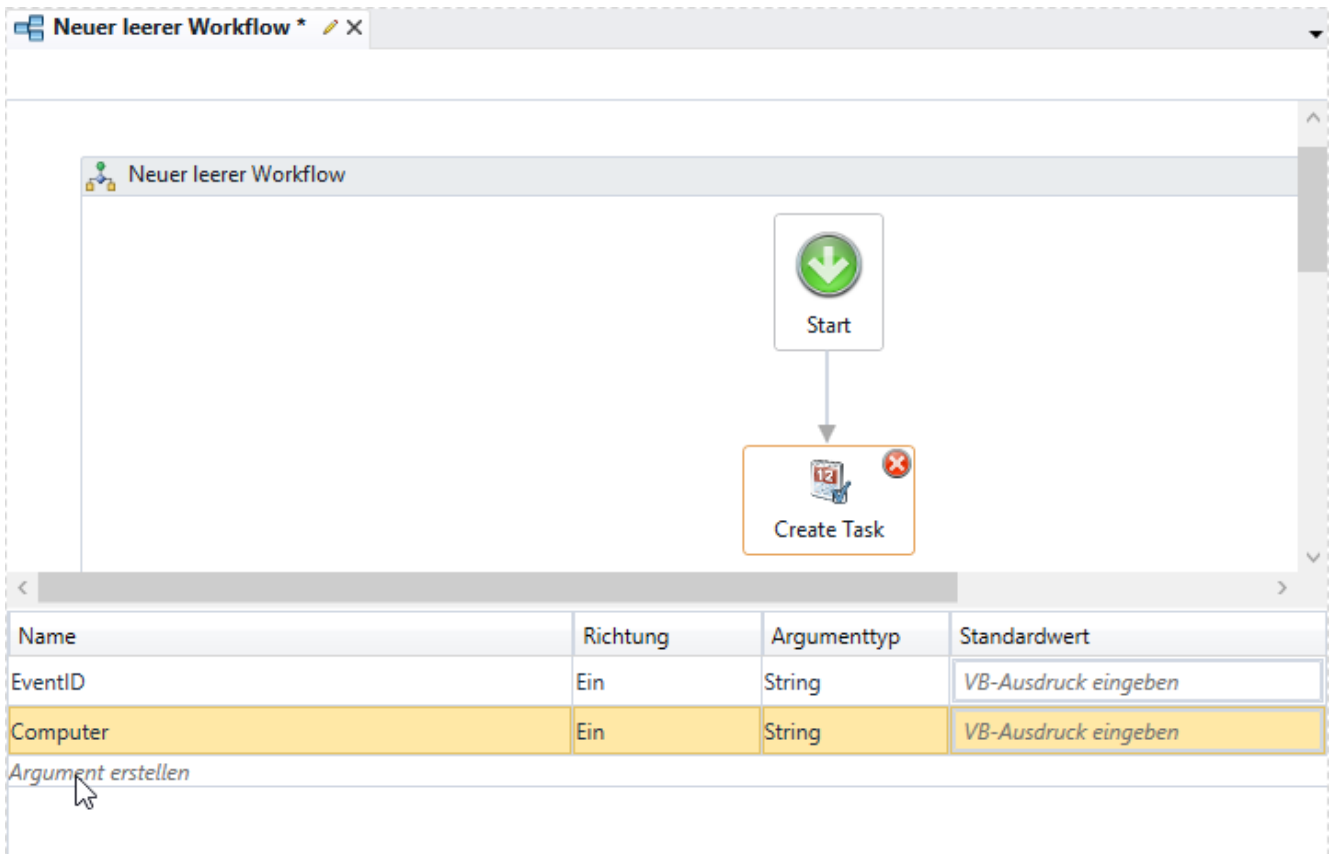 Neuer leerer Workflow *
Neuer leerer Workflow
Start
12
Create Task
Name Richtung Argumenttyp Standardwert
EventID Ein String VB-Ausdruck eingeben
Computer Ein String VB-Ausdruck eingeben
Argument erstellen